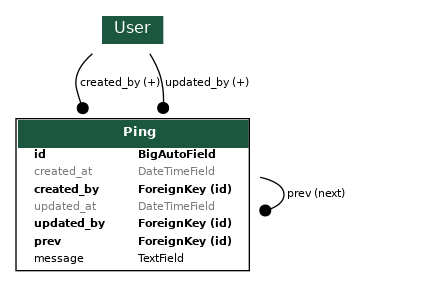 User
created_by (+) updated_by (+)
Ping
id BigAutoField
created_at DateTimeField
created_by ForeignKey (id)
updated_at DateTimeField
updated_by ForeignKey (id)
prev ForeignKey (id)
message TextField
prev (next)